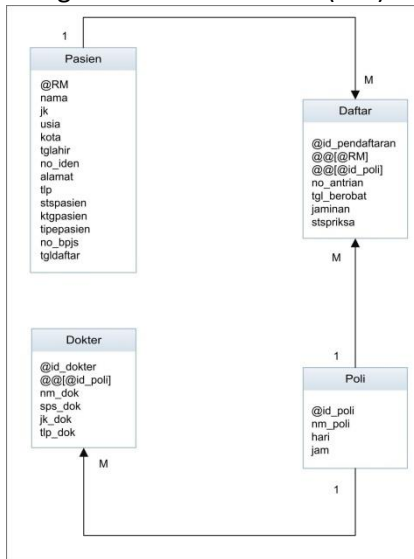 1
Pasien
@RM
nama
jk
usia
kota
tglahir
no_iden
alamat
tlp
stspasien
ktgpasien
tipepasien
no_bpjs
tgldaftar
M
Daftar
@id_pendaftaran
@@[@RM]
@@[@id_poli]
no_antrian
tgl_berobat
jaminan
stspriksa
M
Dokter
@id_dokter
@@[@id_poli]
nm_dok
sps_dok
jk_dok
tlp_dok
M
1
Poli
@id_poli
nm_poli
hari
jam
1